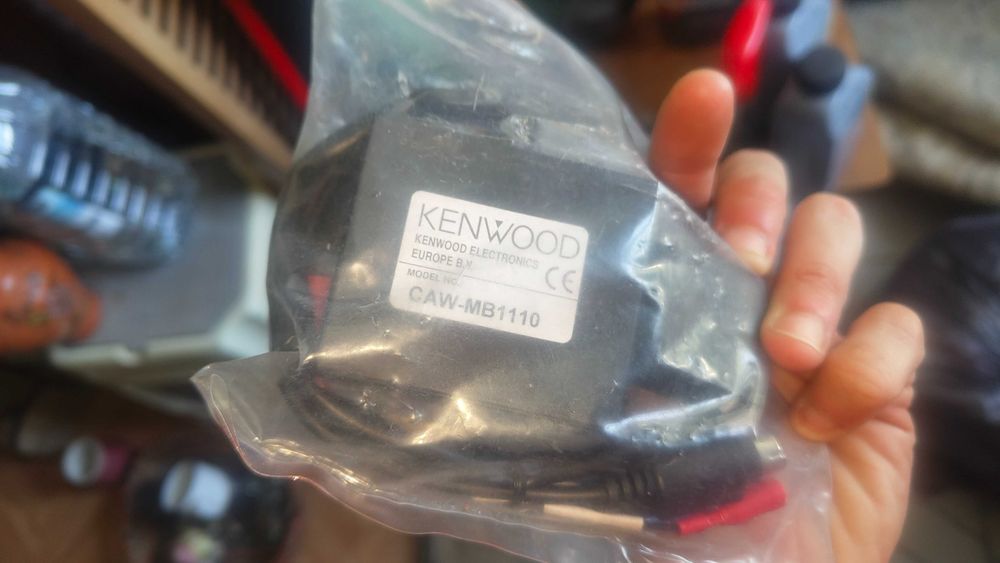 KENWOOD
KENWOOD ELECTRONICS
EUROPE B.V.
CE
MODEL NO.
CAW-MB1110